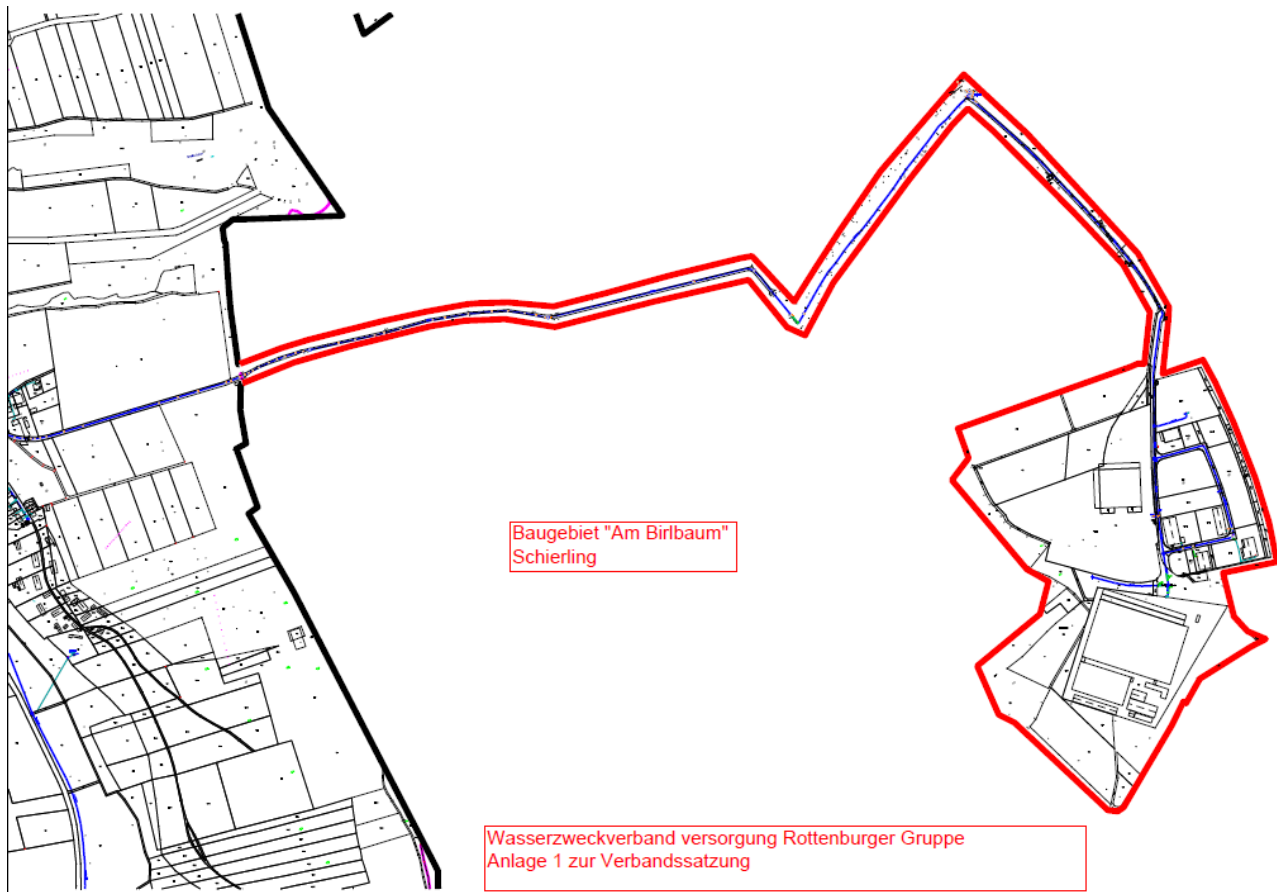 Baugebiet "Am Birlbaum"
Schierling
Wasserzweckverband versorgung Rottenburger Gruppe
Anlage 1 zur Verbandssatzung